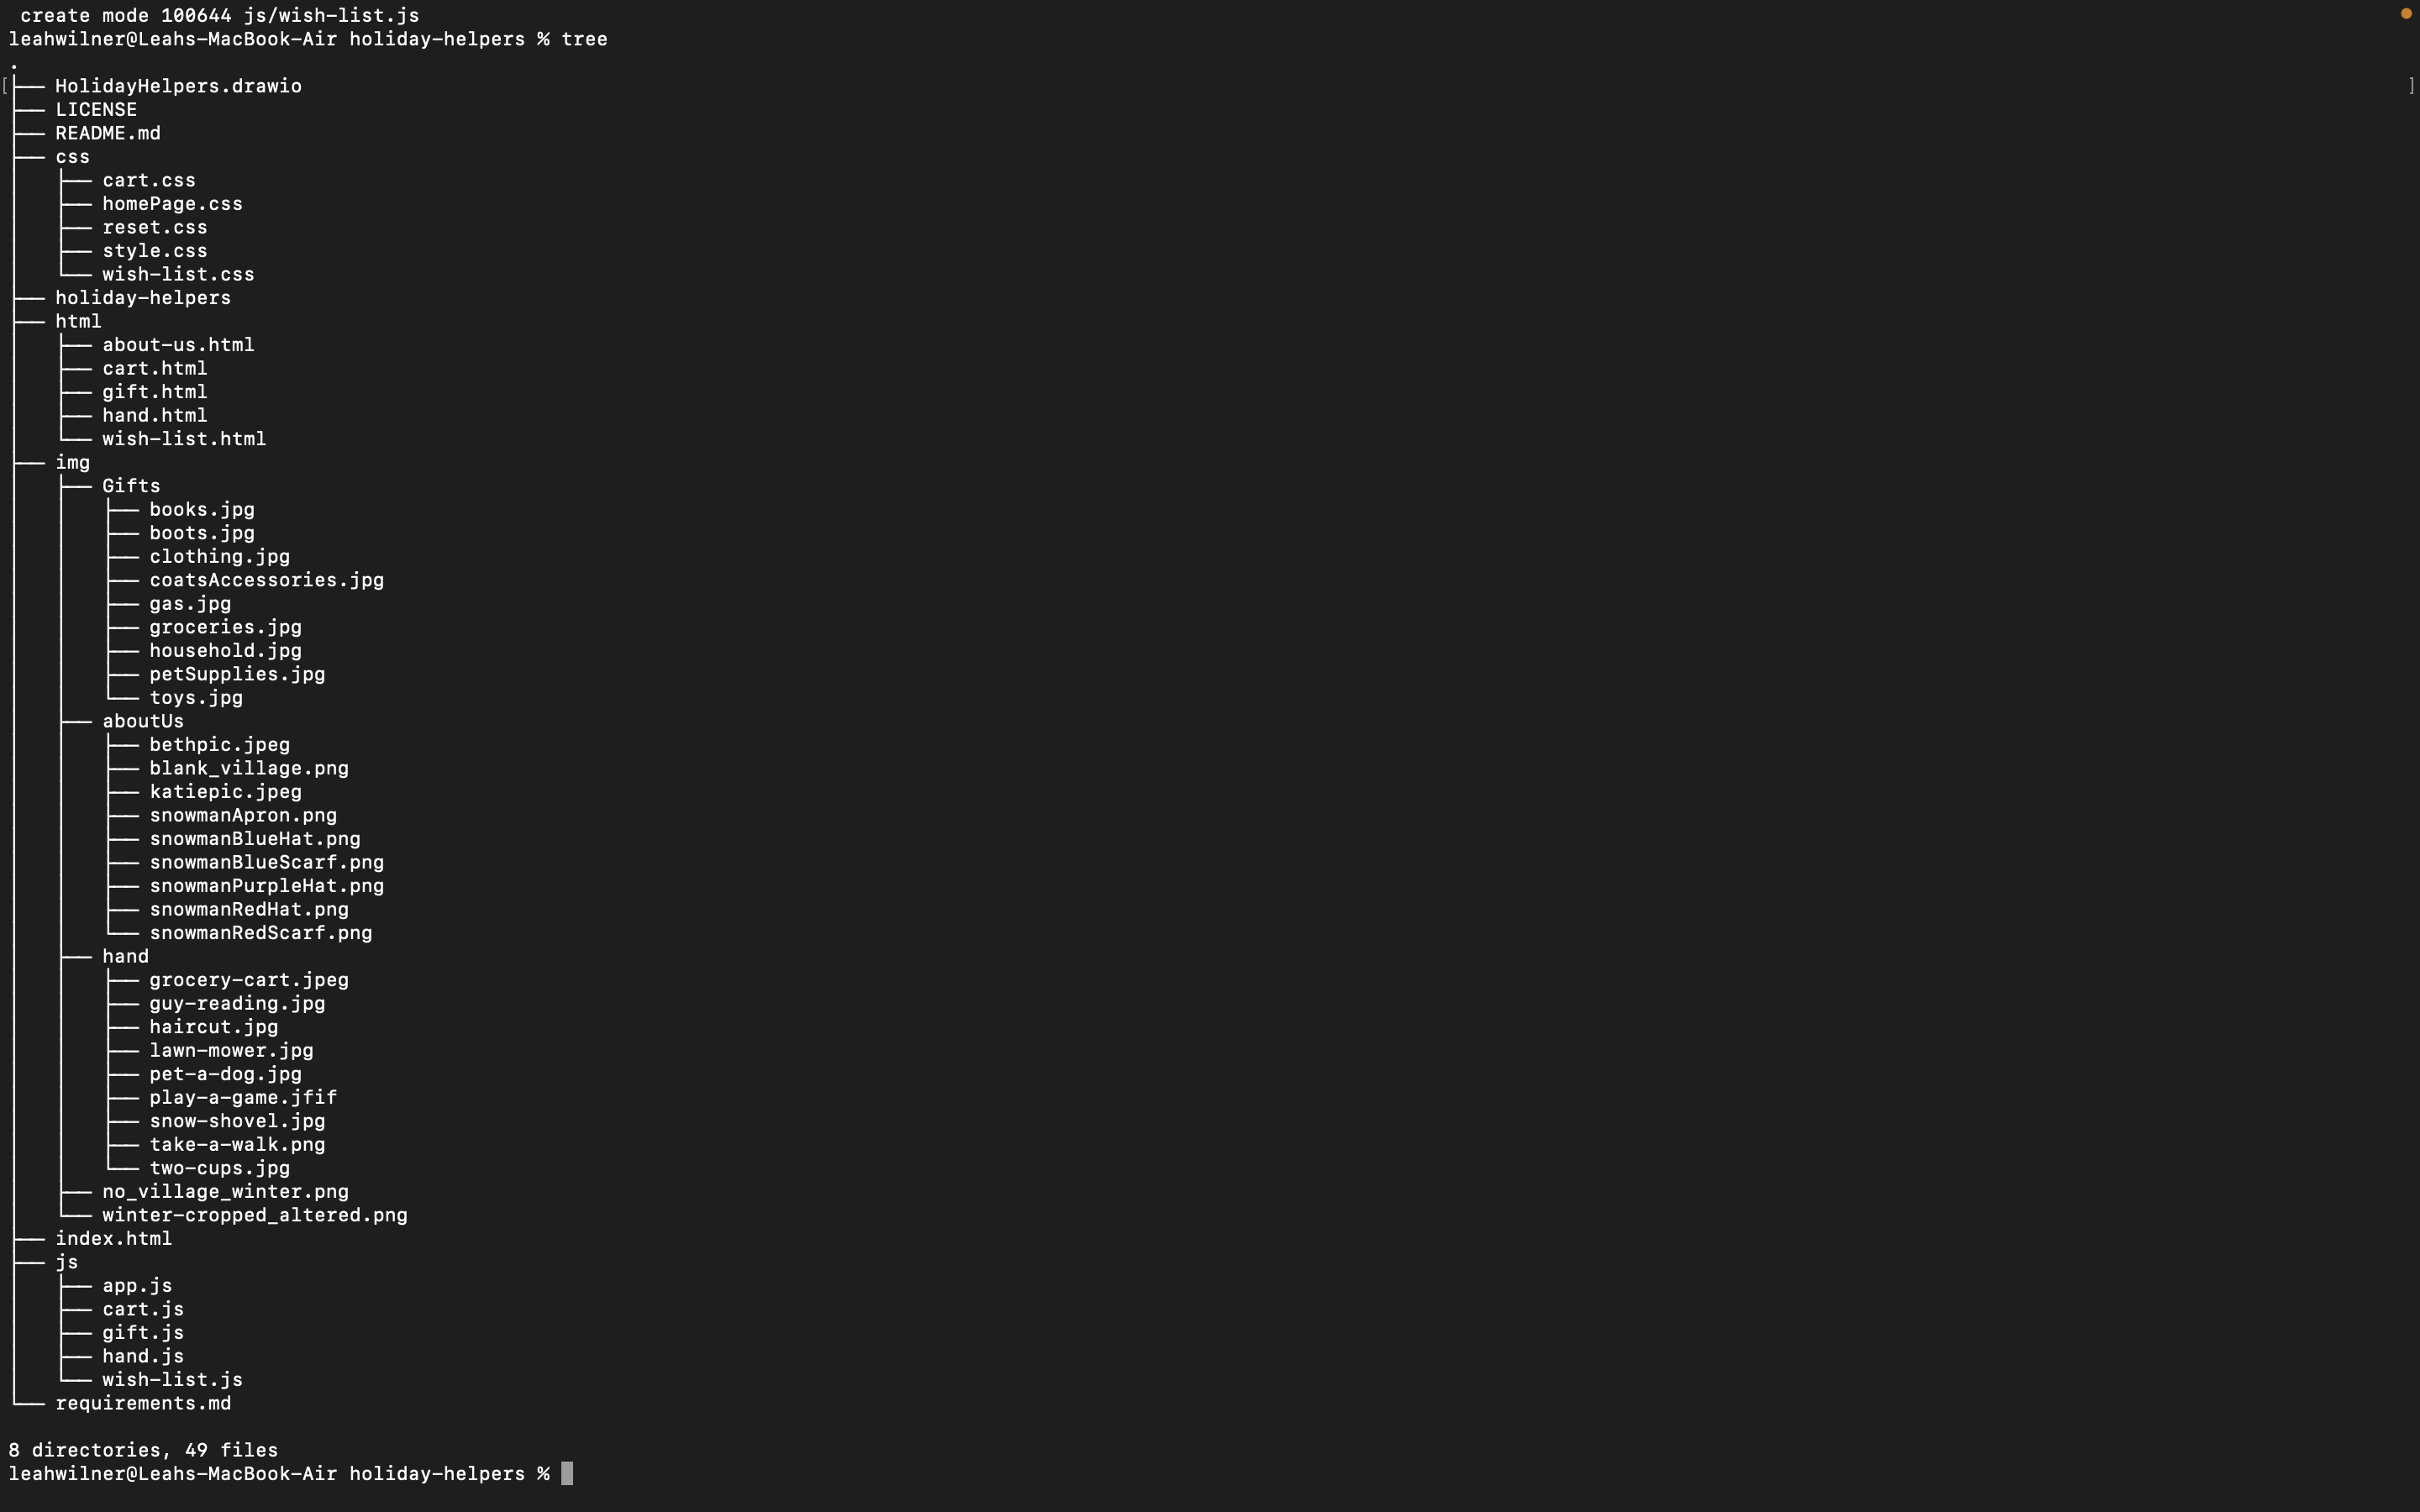 create mode 100644 js/wish-list.js
leahwilner@Leahs-MacBook-Air holiday-helpers % tree
.
├── HolidayHelpers.drawio
├── LICENSE
├── README.md
├── css
│   ├── cart.css
│   ├── homePage.css
│   ├── reset.css
│   ├── style.css
│   └── wish-list.css
├── holiday-helpers
├── html
│   ├── about-us.html
│   ├── cart.html
│   ├── gift.html
│   ├── hand.html
│   └── wish-list.html
├── img
│   ├── Gifts
│   │   ├── books.jpg
│   │   ├── boots.jpg
│   │   ├── clothing.jpg
│   │   ├── coatsAccessories.jpg
│   │   ├── gas.jpg
│   │   ├── groceries.jpg
│   │   ├── household.jpg
│   │   ├── petSupplies.jpg
│   │   └── toys.jpg
│   ├── aboutUs
│   │   ├── bethpic.jpeg
│   │   ├── blank_village.png
│   │   ├── katiepic.jpeg
│   │   ├── snowmanApron.png
│   │   ├── snowmanBlueHat.png
│   │   ├── snowmanBlueScarf.png
│   │   ├── snowmanPurpleHat.png
│   │   ├── snowmanRedHat.png
│   │   └── snowmanRedScarf.png
│   ├── hand
│   │   ├── grocery-cart.jpeg
│   │   ├── guy-reading.jpg
│   │   ├── haircut.jpg
│   │   ├── lawn-mower.jpg
│   │   ├── pet-a-dog.jpg
│   │   ├── play-a-game.jfif
│   │   ├── snow-shovel.jpg
│   │   ├── take-a-walk.png
│   │   └── two-cups.jpg
│   ├── no_village_winter.png
│   └── winter-cropped_altered.png
├── index.html
├── js
│   ├── app.js
│   ├── cart.js
│   ├── gift.js
│   ├── hand.js
│   └── wish-list.js
└── requirements.md

8 directories, 49 files
leahwilner@Leahs-MacBook-Air holiday-helpers %